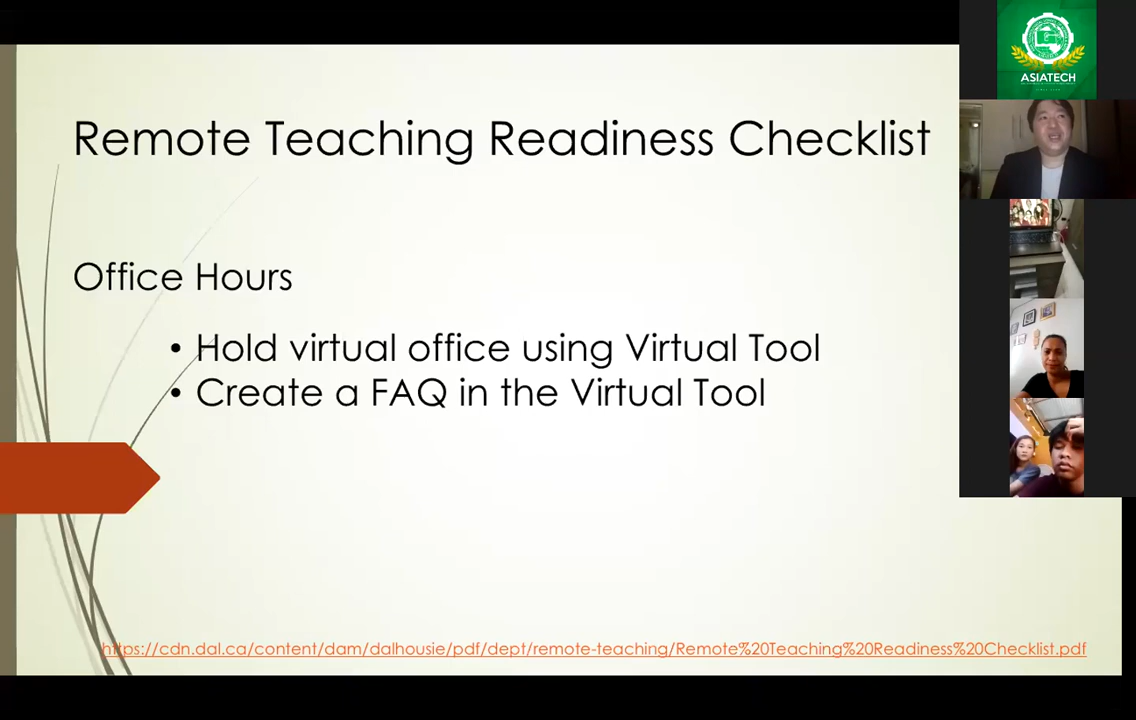 Remote Teaching Readiness Checklist
ASIATECH
Office Hours
• Hold virtual office using Virtual Tool
• Create a FAQ in the Virtual Tool
https://cdn.dal.ca/content/dam/dalhousie/pdf/dept/remote-teaching/Remote%20Teaching%20Readiness%20Checklist.pdf